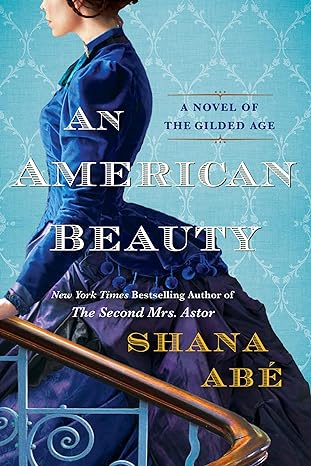 AN
AMERICAN
BEAUTY
A NOVEL OF
THE GILDED AGE
New York Times Bestselling Author of
The Second Mrs. Astor
SHANA
ABÉ